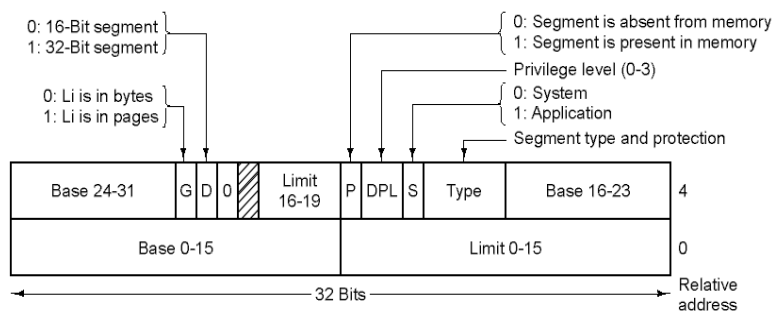 0: 16-Bit segment
1: 32-Bit segment
0: Li is in bytes
1: Li is in pages
0: Segment is absent from memory
1: Segment is present in memory
Privilege level (0-3)
0: System
1: Application
Segment type and protection
Base 24-31 G D 0 Limit 16-19 P DPL S Type Base 16-23 4
Base 0-15 Limit 0-15 0
32 Bits
Relative
address